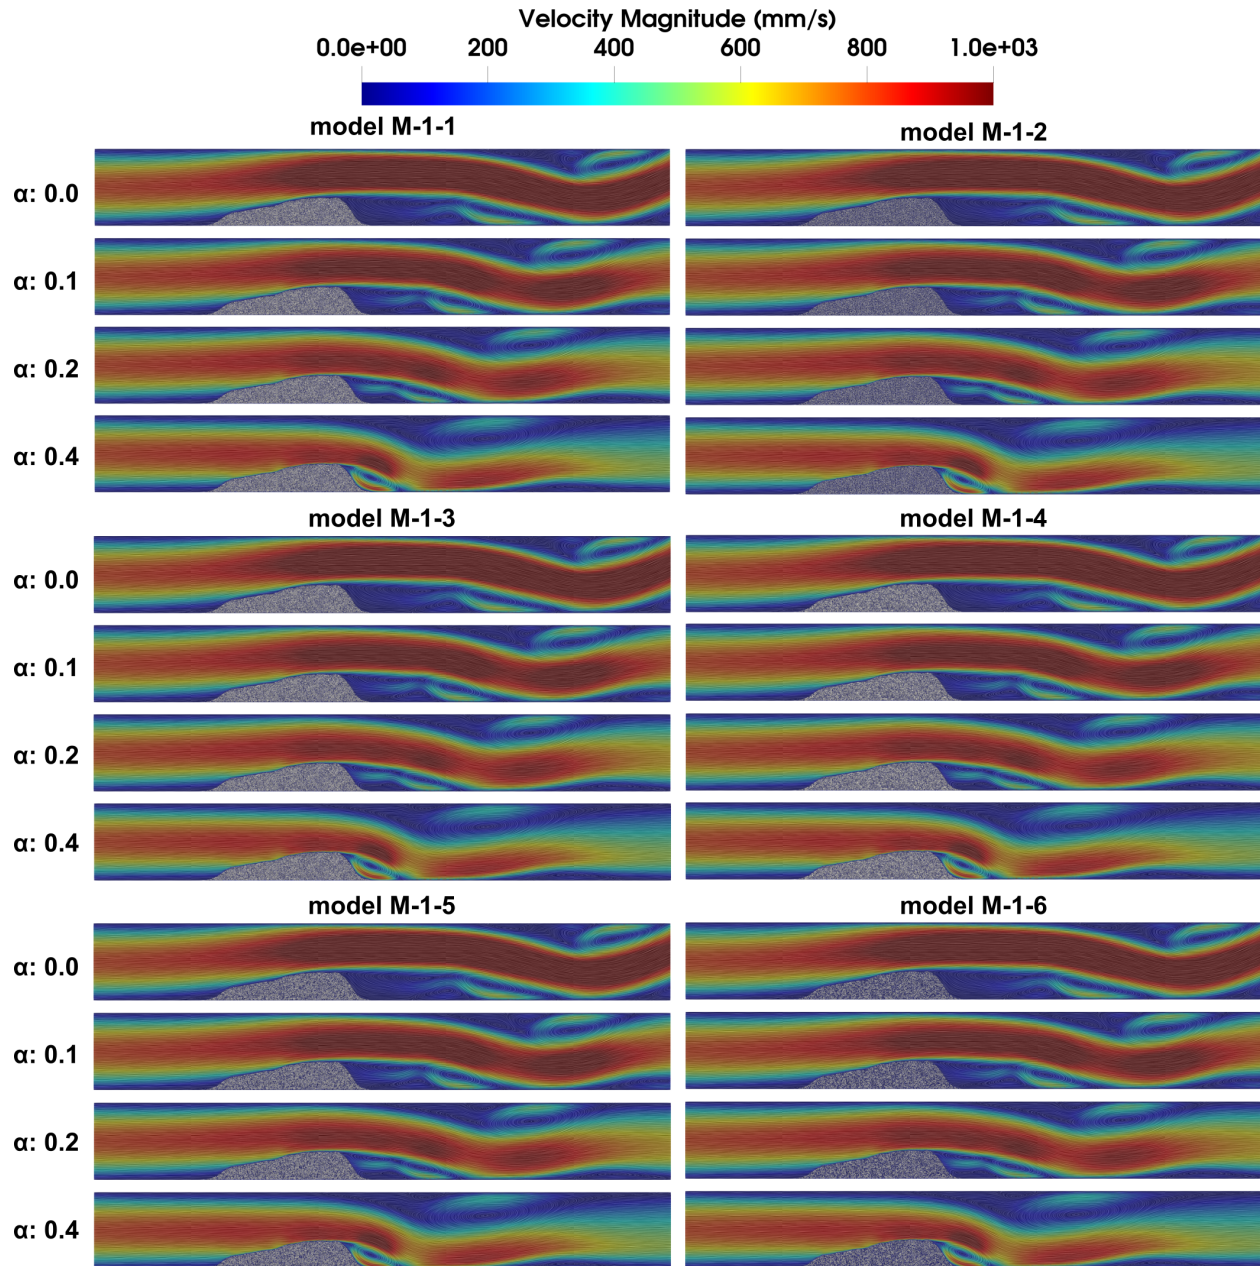 Velocity Magnitude (mm/s)
0.0e+00 200 400 600 800 1.0e+03
model M-1-1 model M-1-2
α: 0.0
α: 0.1
α: 0.2
α: 0.4
model M-1-3 model M-1-4
α: 0.0
α: 0.1
α: 0.2
α: 0.4
model M-1-5 model M-1-6
α: 0.0
α: 0.1
α: 0.2
α: 0.4